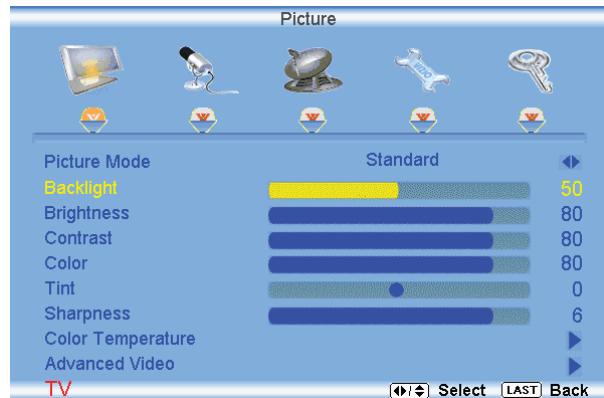 Picture
VIZIO
Picture Mode Standard
Backlight 50
Brightness 80
Contrast 80
Color 80
Tint 0
Sharpness 6
Color Temperature
Advanced Video
TV Select LAST Back